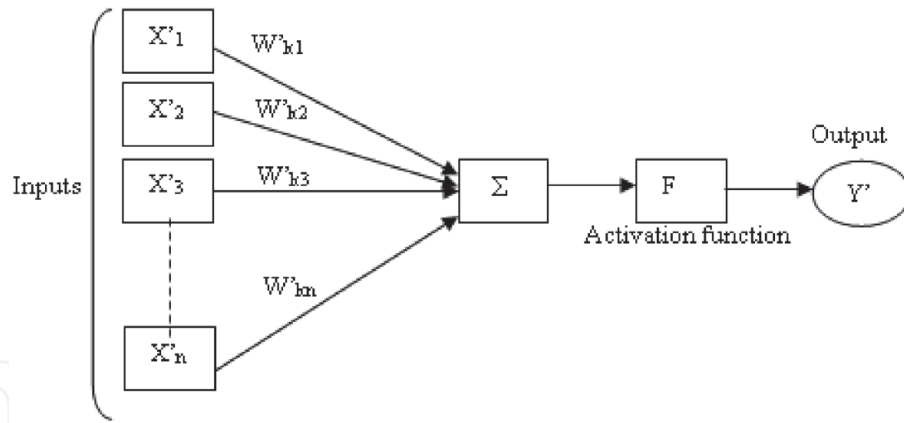 Inputs
X’1
X’2
X’3
X’n
W’k1
W’k2
W’k3
W’kn
Σ
F
Activation function
Output
Y’